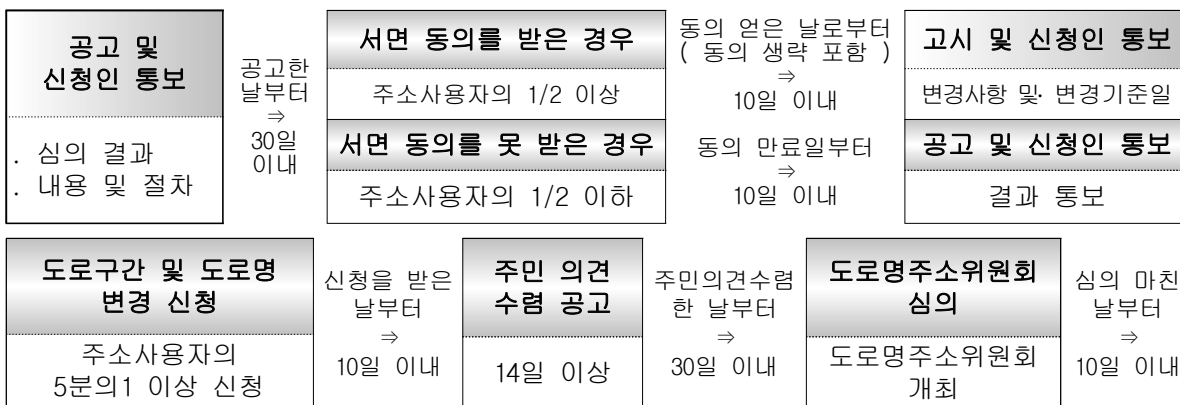 공고 및
신청인 통보
. 심의 결과
. 내용 및 절차
공고한
날부터
⇒
30일
이내
서면 동의를 받은 경우
주소사용자의 1/2 이상
서면 동의를 못 받은 경우
주소사용자의 1/2 이하
동의 얻은 날로부터
( 동의 생략 포함 )
⇒
10일 이내
동의 만료일부터
⇒
10일 이내
고시 및 신청인 통보
변경사항 및· 변경기준일
공고 및 신청인 통보
결과 통보
도로구간 및 도로명
변경 신청
주소사용자의
5분의1 이상 신청
신청을 받은
날부터
⇒
10일 이내
주민 의견
수렴 공고
14일 이상
주민의견수렴
한 날부터
⇒
30일 이내
도로명주소위원회
심의
도로명주소위원회
개최
심의 마친
날부터
⇒
10일 이내